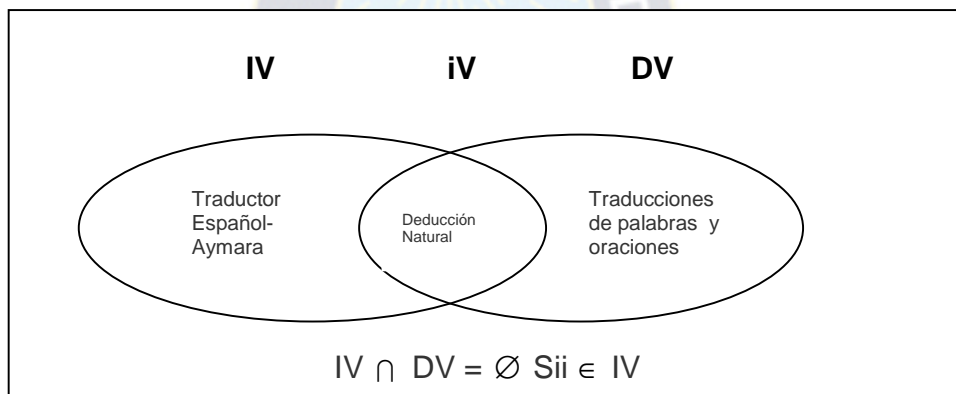 IV iV DV
Traductor
Español-
Aymara
Deducción
Natural
Traducciones
de palabras y
oraciones
IV ∩ DV = ∅ Sii ∈ IV